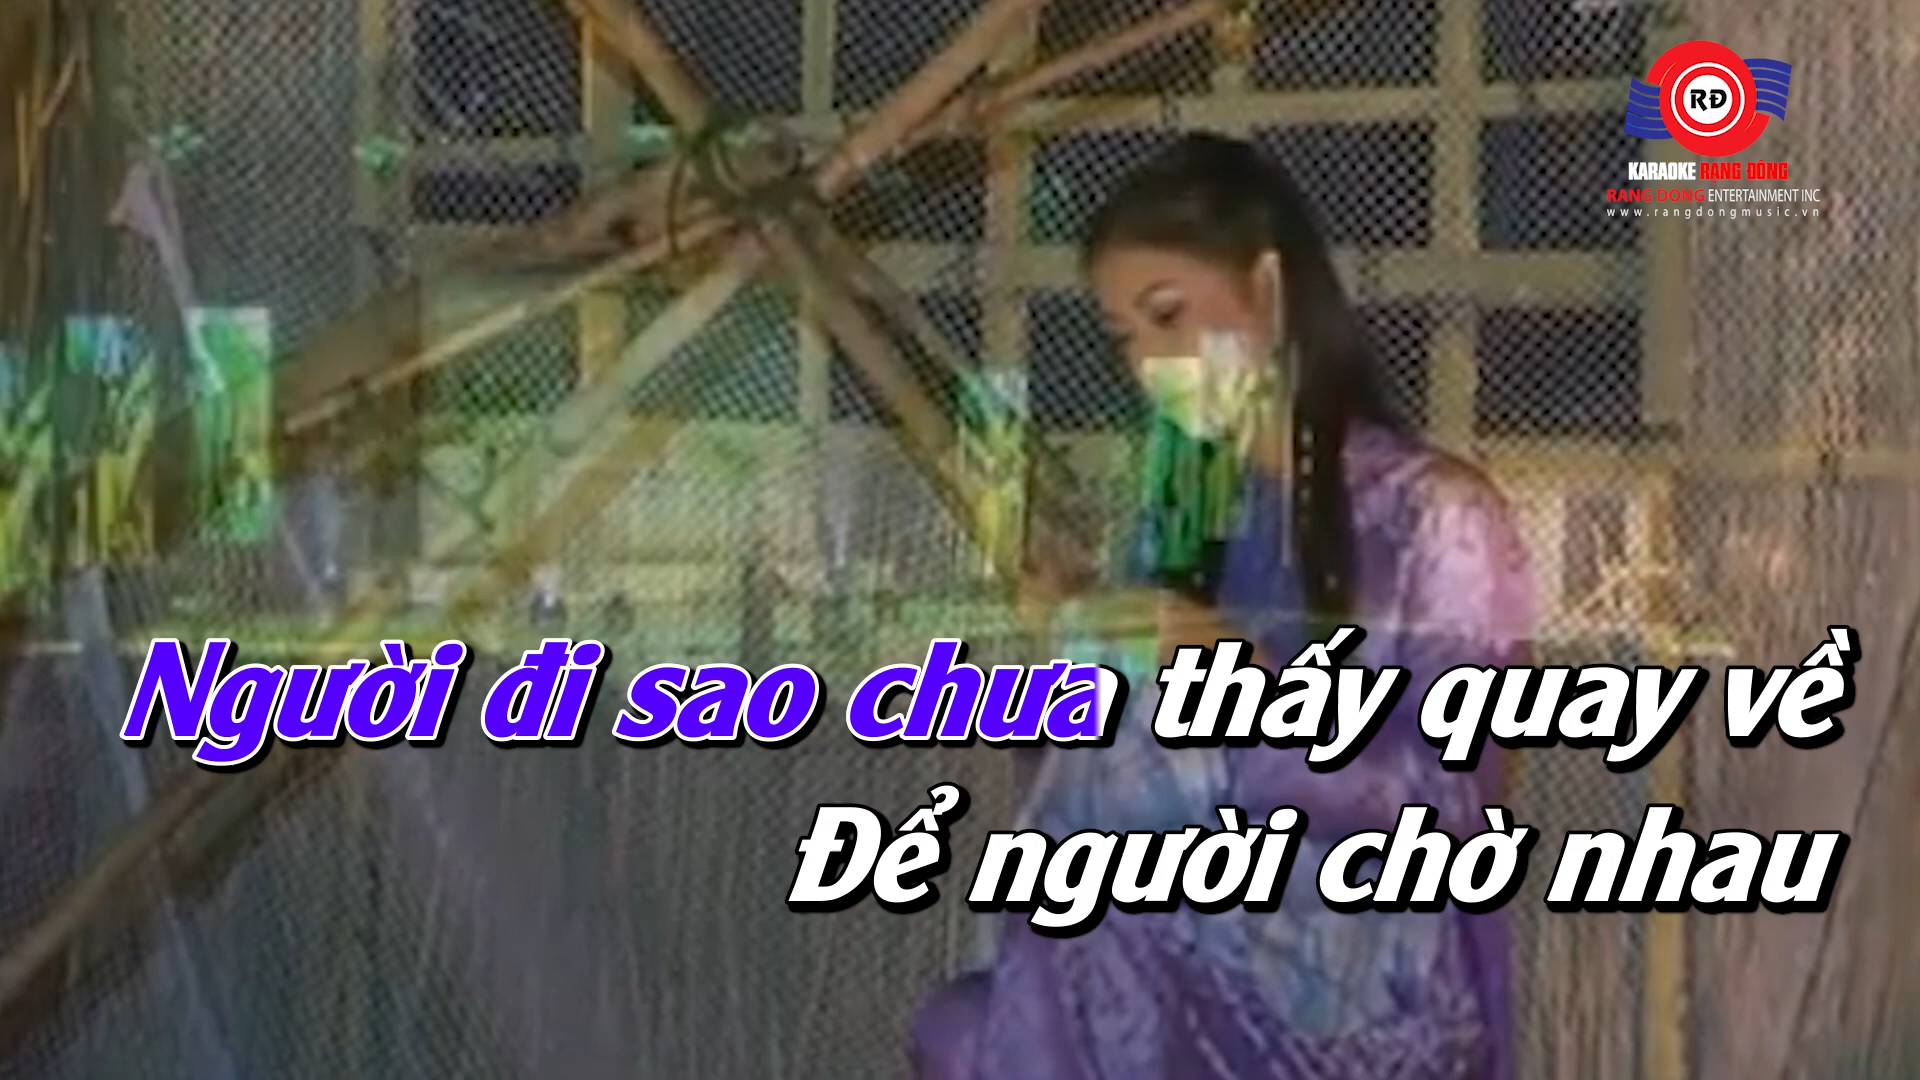 RĐ
KARAOKE RẠNG ĐÔNG
RANG DONG ENTERTAINMENT INC
www.rangdongmusic.vn
Người đi sao chưa thấy quay về
Để người chờ nhau